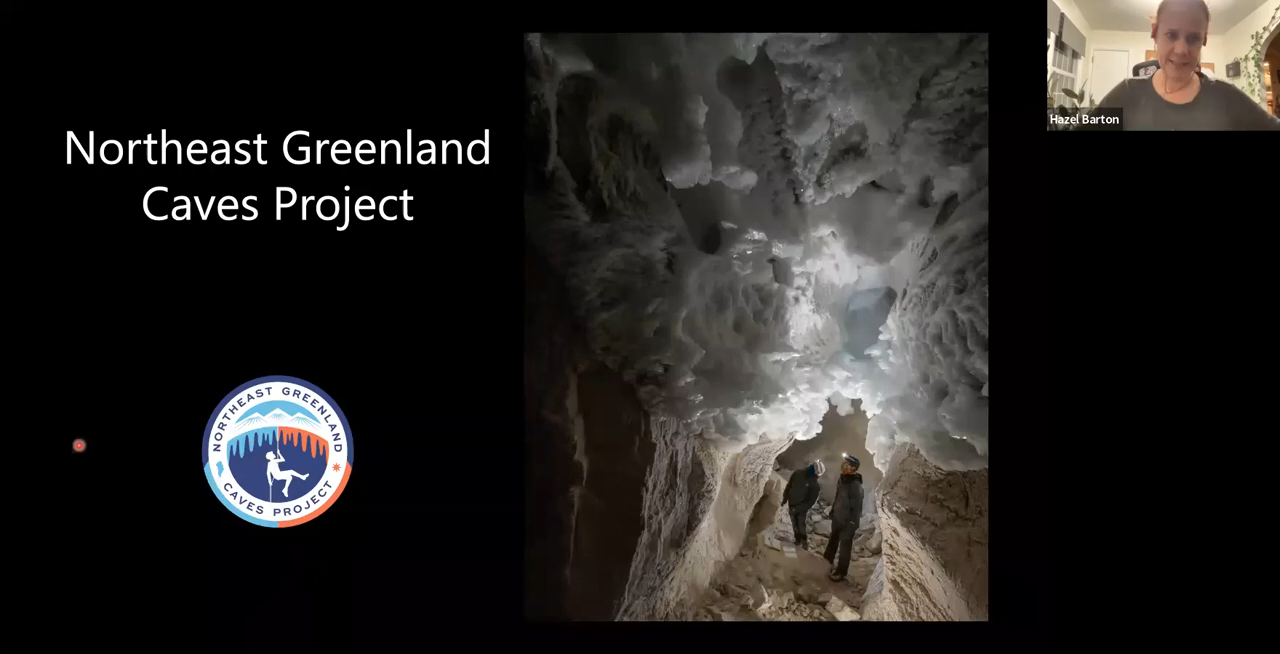 Northeast Greenland
Caves Project
Hazel Barton
NORTHEAST GREENLAND
CAVES PROJECT